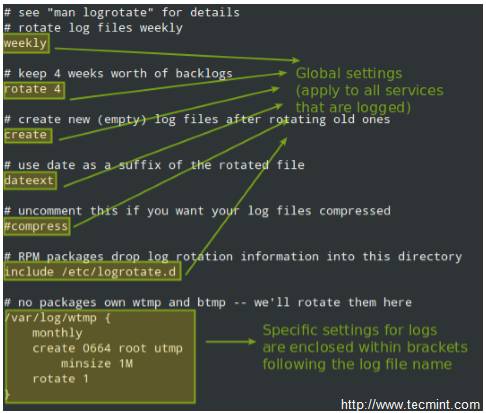 # see "man logrotate" for details
# rotate log files weekly
weekly
# keep 4 weeks worth of backlogs
rotate 4
Global settings
(apply to all services
that are logged)
# create new (empty) log files after rotating old ones
create
# use date as a suffix of the rotated file
dateext
# uncomment this if you want your log files compressed
#compress
# RPM packages drop log rotation information into this directory
include /etc/logrotate.d
# no packages own wtmp and btmp -- we'll rotate them here
/var/log/wtmp {
    monthly
    create 0664 root utmp
        minsize 1M
    rotate 1
}
Specific settings for logs
are enclosed within brackets
following the log file name
http://www.tecmint.com